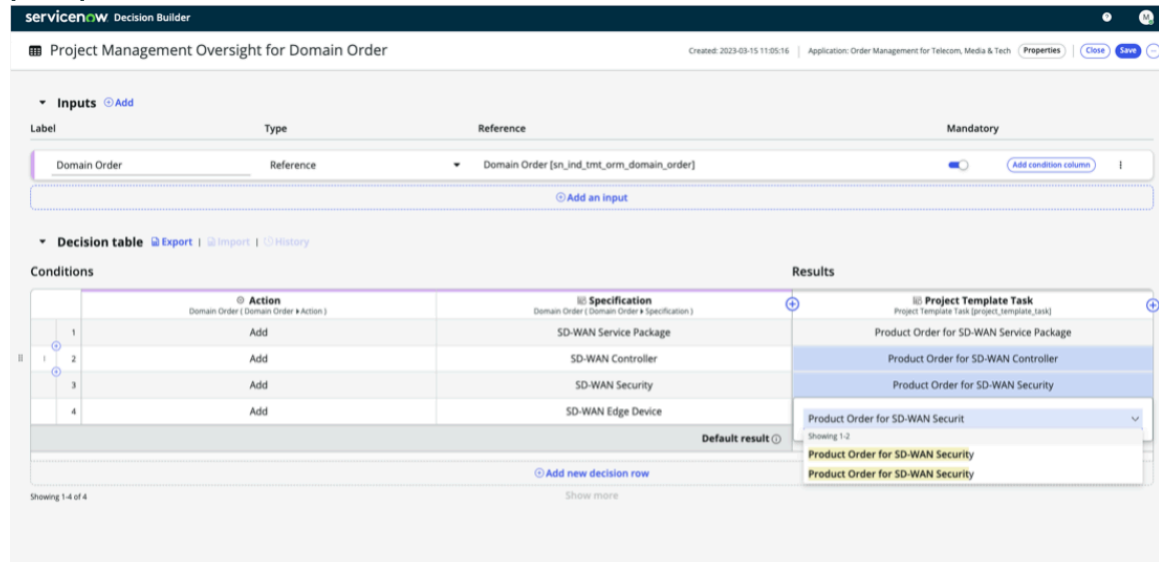 servicenow Decision Builder
M
Project Management Oversight for Domain Order
Created: 2023-03-15 11:05:16 | Application: Order Management for Telecom, Media & Tech Properties | Close Save
Inputs Add
Label Type Reference Mandatory
Domain Order Reference Domain Order [sn_ind_tmt_orm_domain_order] Add condition column
Add an input
Decision table Export | Import | History
Conditions Results
Action Specification Project Template Task
Domain Order ( Domain Order ▸ Action ) Domain Order ( Domain Order ▸ Specification ) Project Template Task [project_template_task]
1 Add SD-WAN Service Package Product Order for SD-WAN Service Package
2 Add SD-WAN Controller Product Order for SD-WAN Controller
3 Add SD-WAN Security Product Order for SD-WAN Security
4 Add SD-WAN Edge Device Product Order for SD-WAN Securit
Default result Showing 1-2
Product Order for SD-WAN Security
Product Order for SD-WAN Security
Add new decision row
Showing 1-4 of 4 Show more